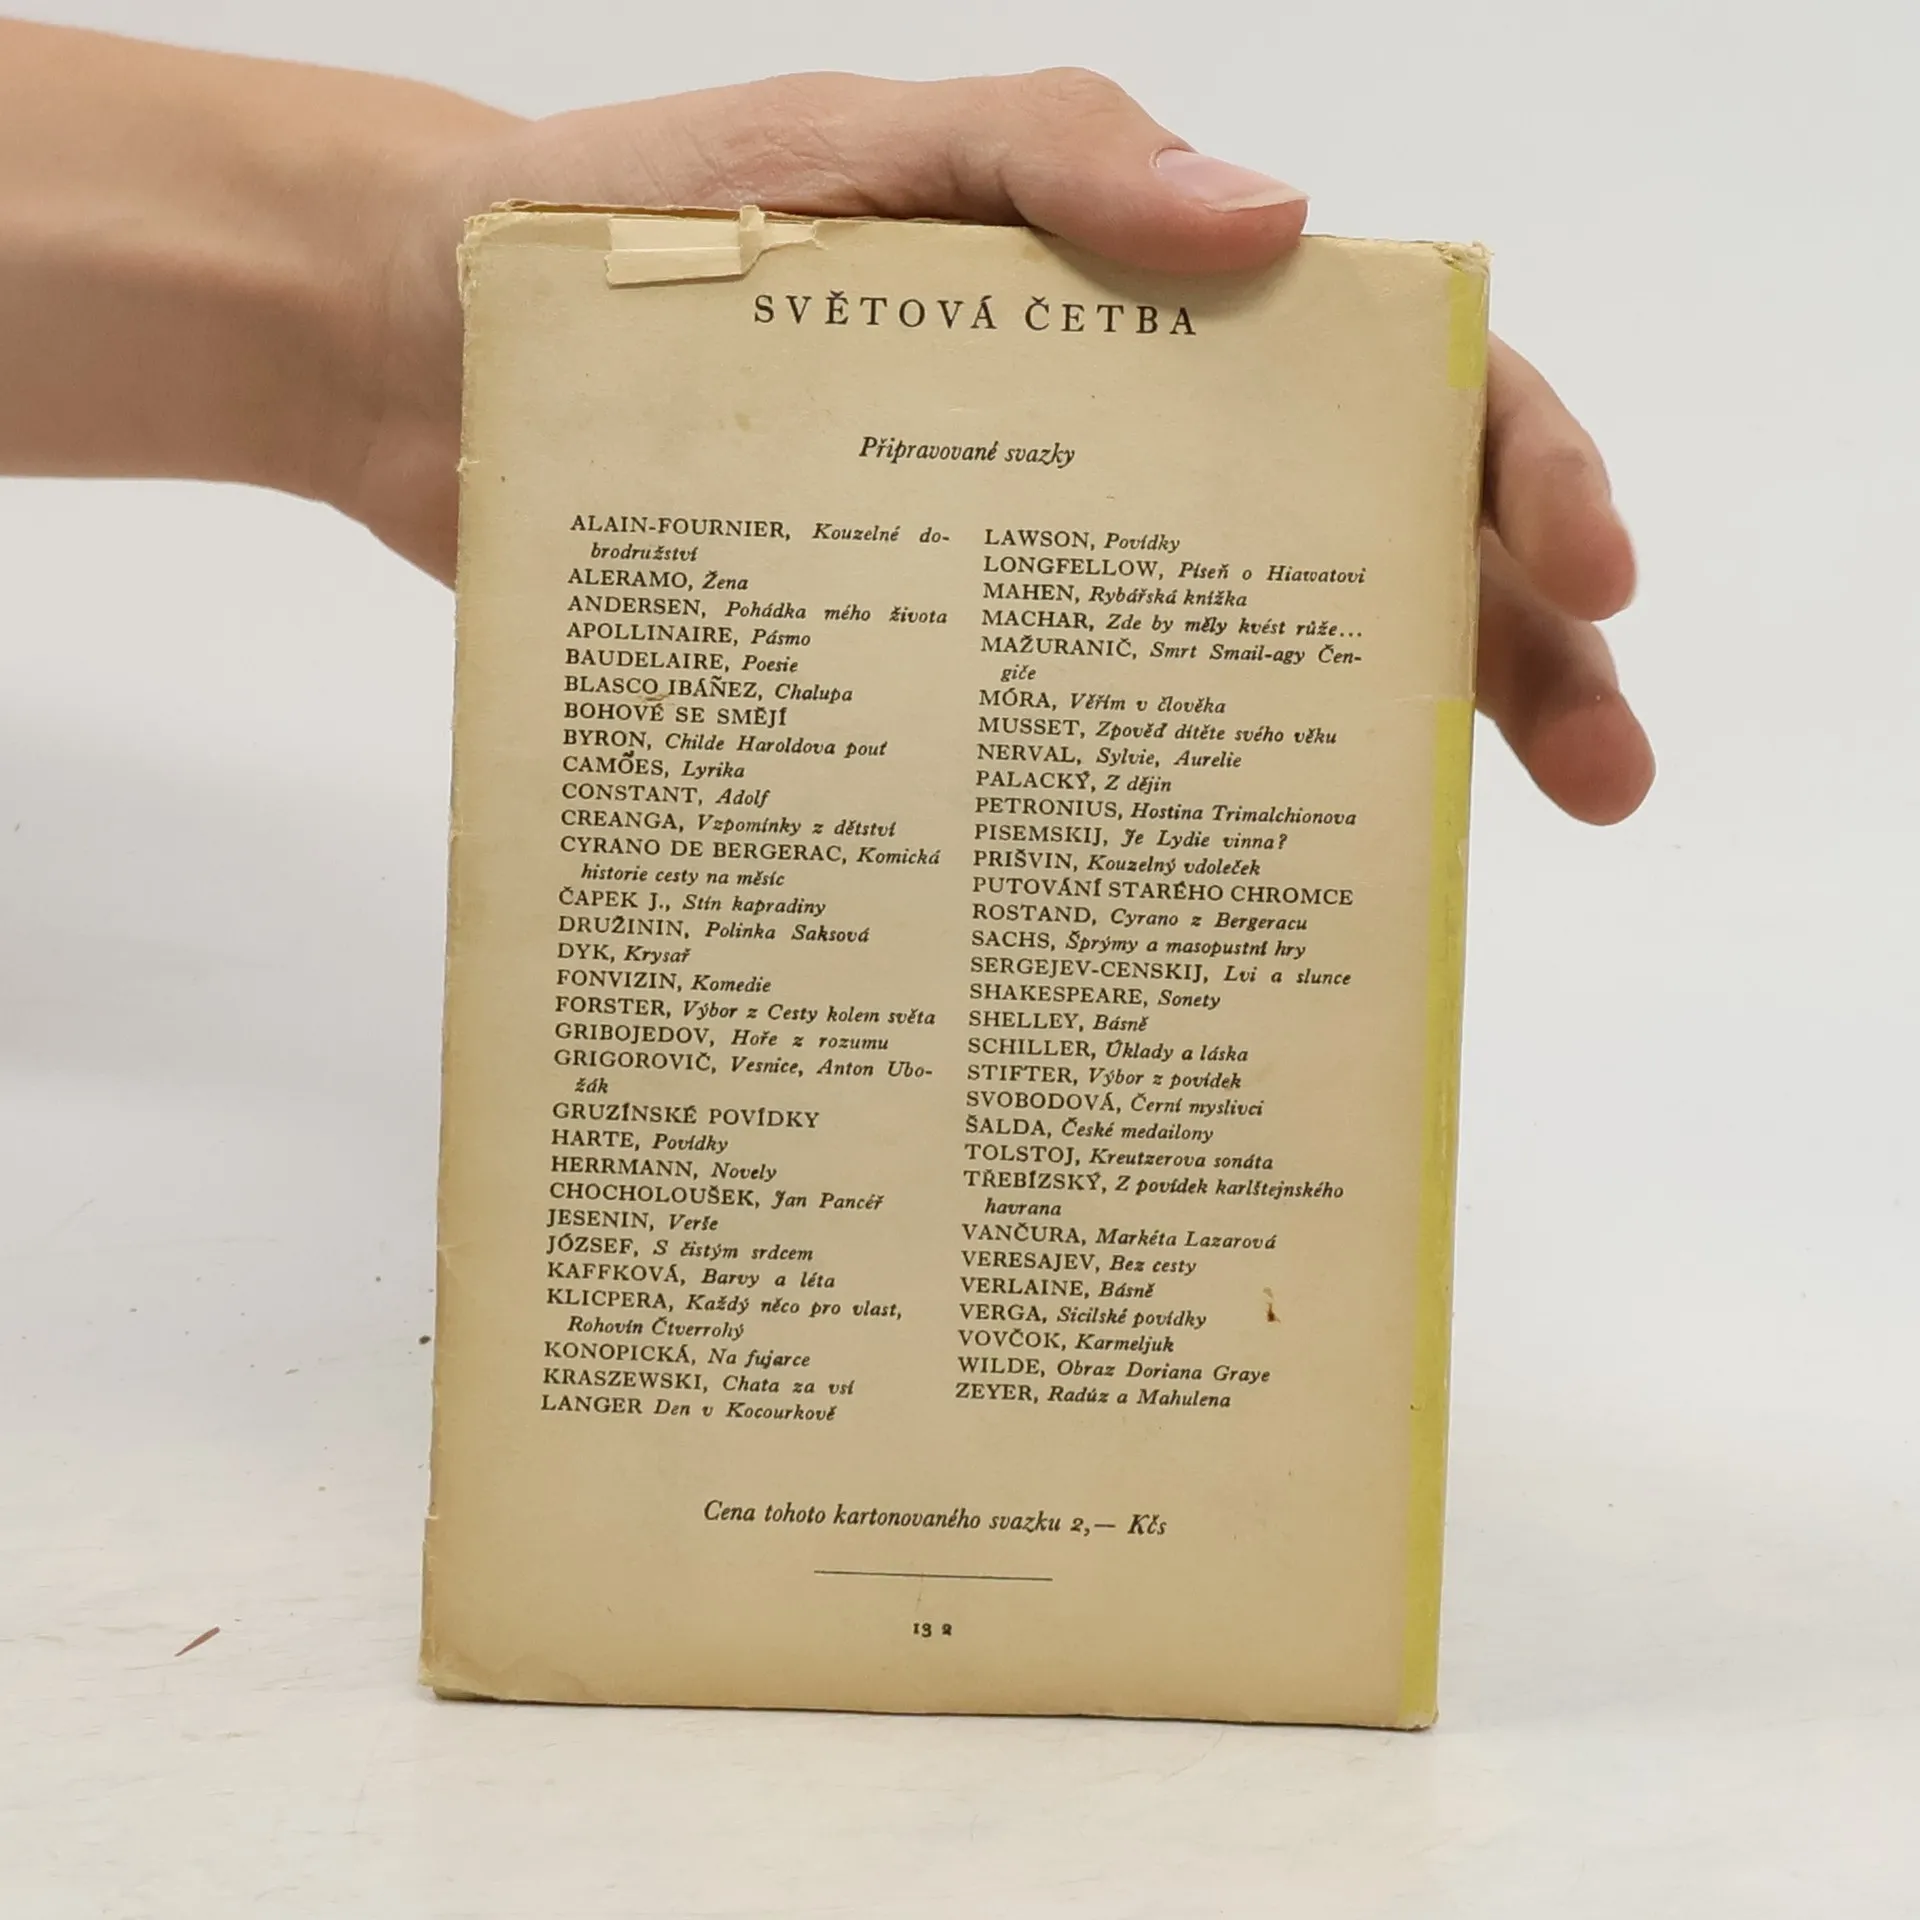 SVĚTOVÁ ČETBA
Připravované svazky
ALAIN-FOURNIER, Kouzelné do-
brodružství
ALERAMO, Žena
ANDERSEN, Pohádka mého života
APOLLINAIRE, Pásmo
BAUDELAIRE, Poesie
BLASCO IBÁÑEZ, Chalupa
BOHOVÉ SE SMĚJÍ
BYRON, Childe Haroldova pouť
CAMÕES, Lyrika
CONSTANT, Adolf
CREANGA, Vzpomínky z dětství
CYRANO DE BERGERAC, Komická
historie cesty na měsíc
ČAPEK J., Stín kapradiny
DRUŽININ, Polinka Saksová
DYK, Krysař
FONVIZIN, Komedie
FORSTER, Výbor z Cesty kolem světa
GRIBOJEDOV, Hoře z rozumu
GRIGOROVIČ, Vesnice, Anton Ubo-
žák
GRUZÍNSKÉ POVÍDKY
HARTE, Povídky
HERRMANN, Novely
CHOCHOLOUŠEK, Jan Pancéř
JESENIN, Verše
JÓZSEF, S čistým srdcem
KAFFKOVÁ, Barvy a léta
KLICPERA, Každý něco pro vlast,
Rohovín Čtverrohý
KONOPICKÁ, Na fujarce
KRASZEWSKI, Chata za vsí
LANGER Den v Kocourkově
LAWSON, Povídky
LONGFELLOW, Píseň o Hiawatovi
MAHEN, Rybářská knížka
MACHAR, Zde by měly kvést růže...
MAŽURANIČ, Smrt Smail-agy Čen-
giče
MÓRA, Věřím v člověka
MUSSET, Zpověď dítěte svého věku
NERVAL, Sylvie, Aurelie
PALACKÝ, Z dějin
PETRONIUS, Hostina Trimalchionova
PISEMSKIJ, Je Lydie vinna?
PRIŠVIN, Kouzelný vdoleček
PUTOVÁNÍ STARÉHO CHROMCE
ROSTAND, Cyrano z Bergeracu
SACHS, Šprýmy a masopustní hry
SERGEJEV-CENSKIJ, Lvi a slunce
SHAKESPEARE, Sonety
SHELLEY, Básně
SCHILLER, Úklady a láska
STIFTER, Výbor z povídek
SVOBODOVÁ, Černí myslivci
ŠALDA, České medailony
TOLSTOJ, Kreutzerova sonáta
TŘEBÍZSKÝ, Z povídek karlštejnského
havrana
VANČURA, Markéta Lazarová
VERESAJEV, Bez cesty
VERLAINE, Básně
VERGA, Sicilské povídky
VOVČOK, Karmeljuk
WILDE, Obraz Doriana Graye
ZEYER, Radúz a Mahulena
Cena tohoto kartonovaného svazku 2,— Kčs
13 2